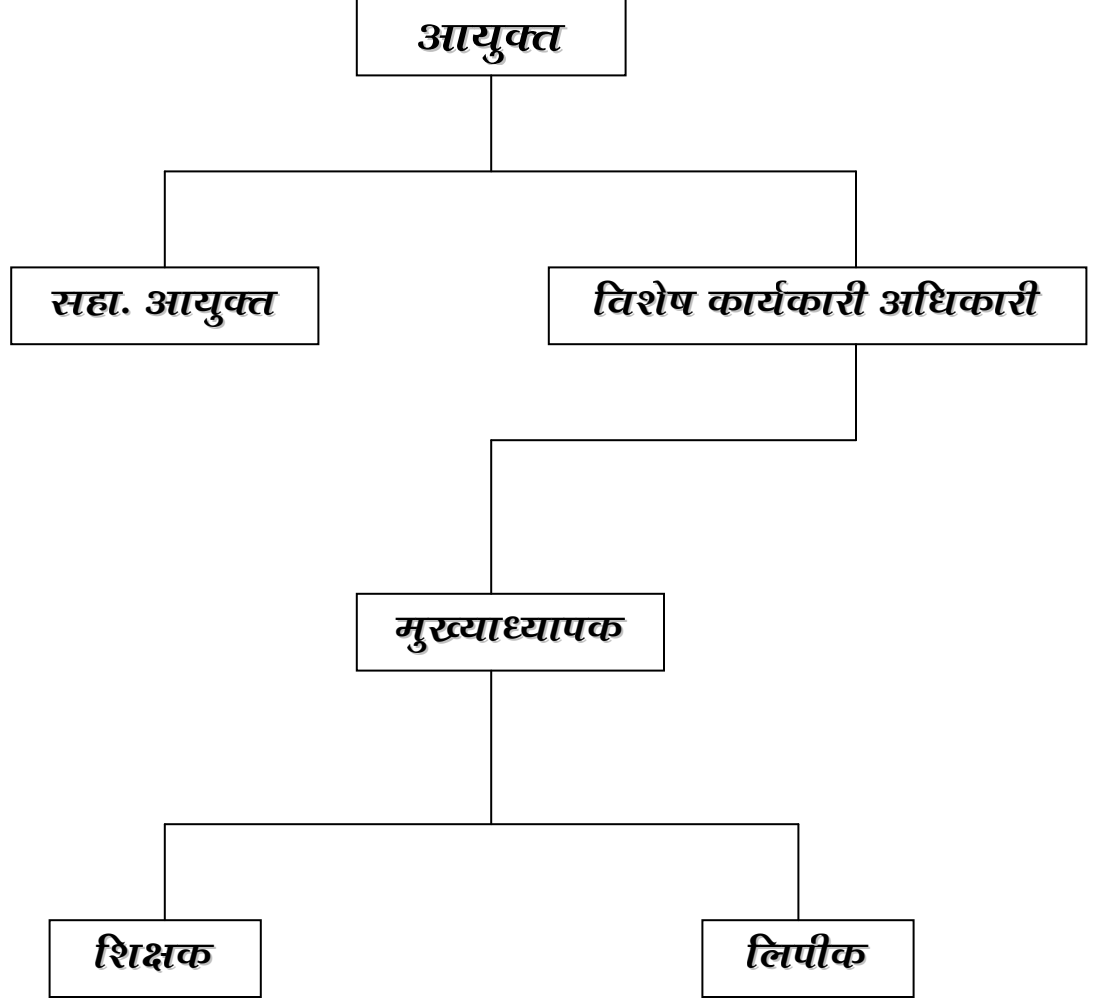 आयुक्त
सहा. आयुक्त
विशेष कार्यकारी अधिकारी
मुख्याध्यापक
शिक्षक
लिपीक